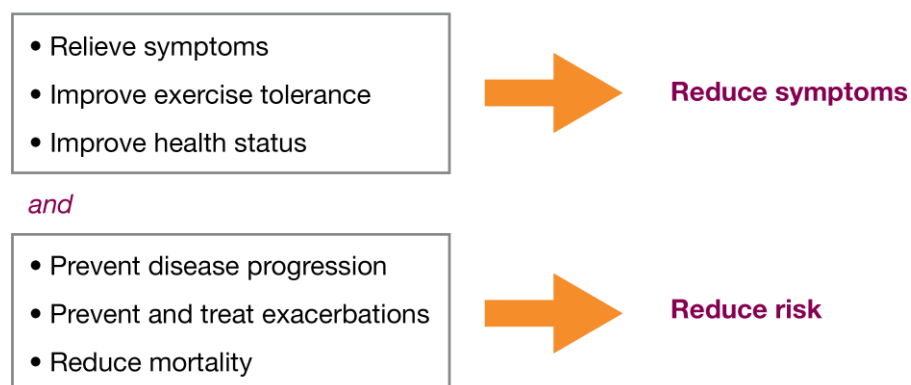 • Relieve symptoms
• Improve exercise tolerance
• Improve health status
Reduce symptoms
and
• Prevent disease progression
• Prevent and treat exacerbations
• Reduce mortality
Reduce risk